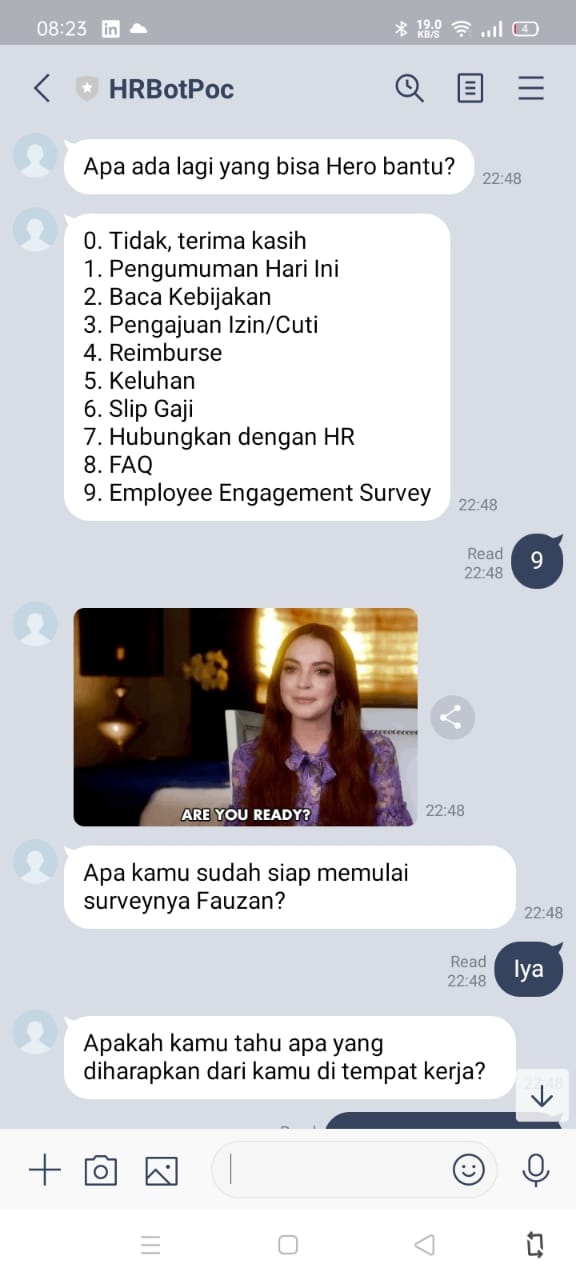 08:23
19.0
KB/S
4
HRBotPoc
Apa ada lagi yang bisa Hero bantu?
22:48
0. Tidak, terima kasih
1. Pengumuman Hari Ini
2. Baca Kebijakan
3. Pengajuan Izin/Cuti
4. Reimburse
5. Keluhan
6. Slip Gaji
7. Hubungkan dengan HR
8. FAQ
9. Employee Engagement Survey
22:48
Read
22:48
9
ARE YOU READY?
22:48
Apa kamu sudah siap memulai
surveynya Fauzan?
22:48
Read
22:48
Iya
Apakah kamu tahu apa yang
diharapkan dari kamu di tempat kerja?
22:48